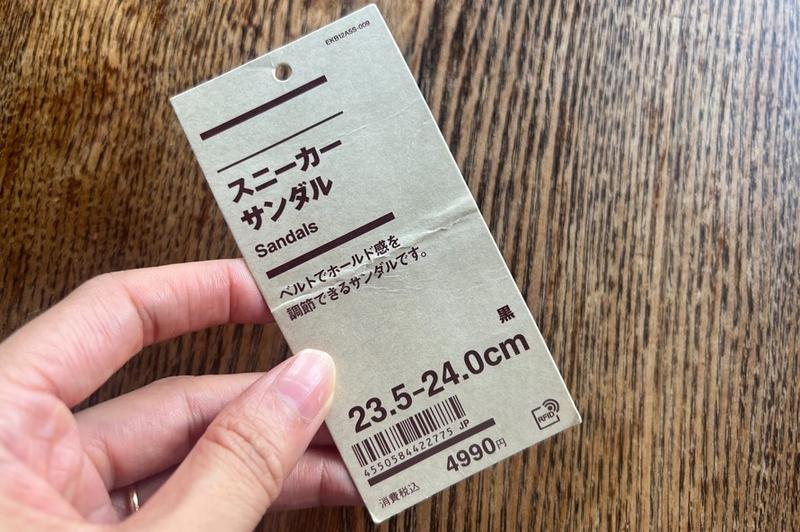 EKB12A5S-009
スニーカー
サンダル
Sandals
ベルトでホールド感を
調節できるサンダルです。
黒
23.5-24.0cm
4550584422775 JP
RFID
4990円
消費税込